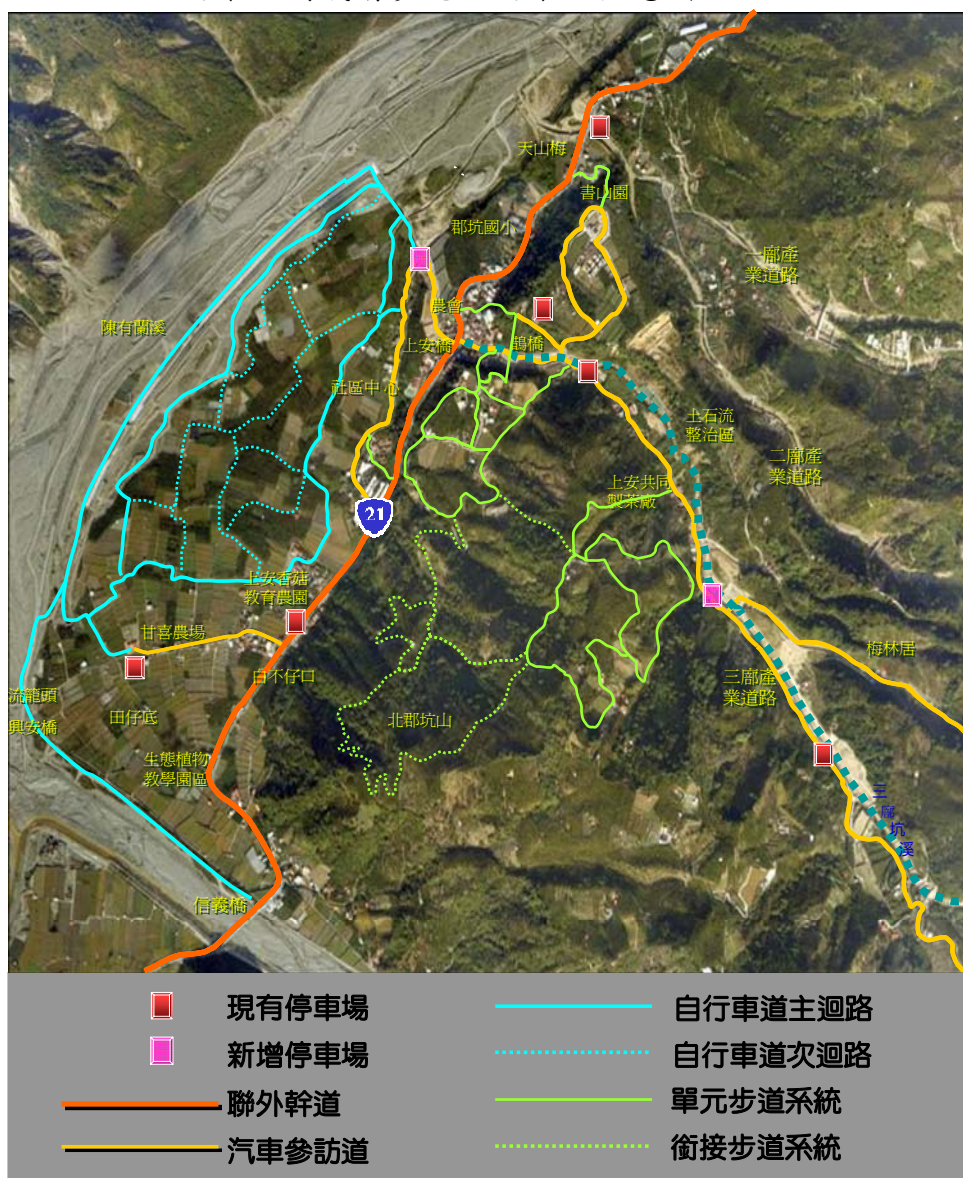 天山梅
書山園
郡坑國小
一廍產
業道路
農會
陳有蘭溪
上安橋
鵲橋
社區中心
土石流
整治區
二廍產
業道路
上安共同
製茶廠
21
上安香菇
教育農園
甘喜農場
梅林居
白不仔口
三廍產
業道路
流龍頭
興安橋
田仔底
北郡坑山
生態植物
教學園區
三
廍
坑
溪
信義橋
現有停車場
自行車道主迴路
新增停車場
自行車道次迴路
聯外幹道
單元步道系統
汽車參訪道
銜接步道系統